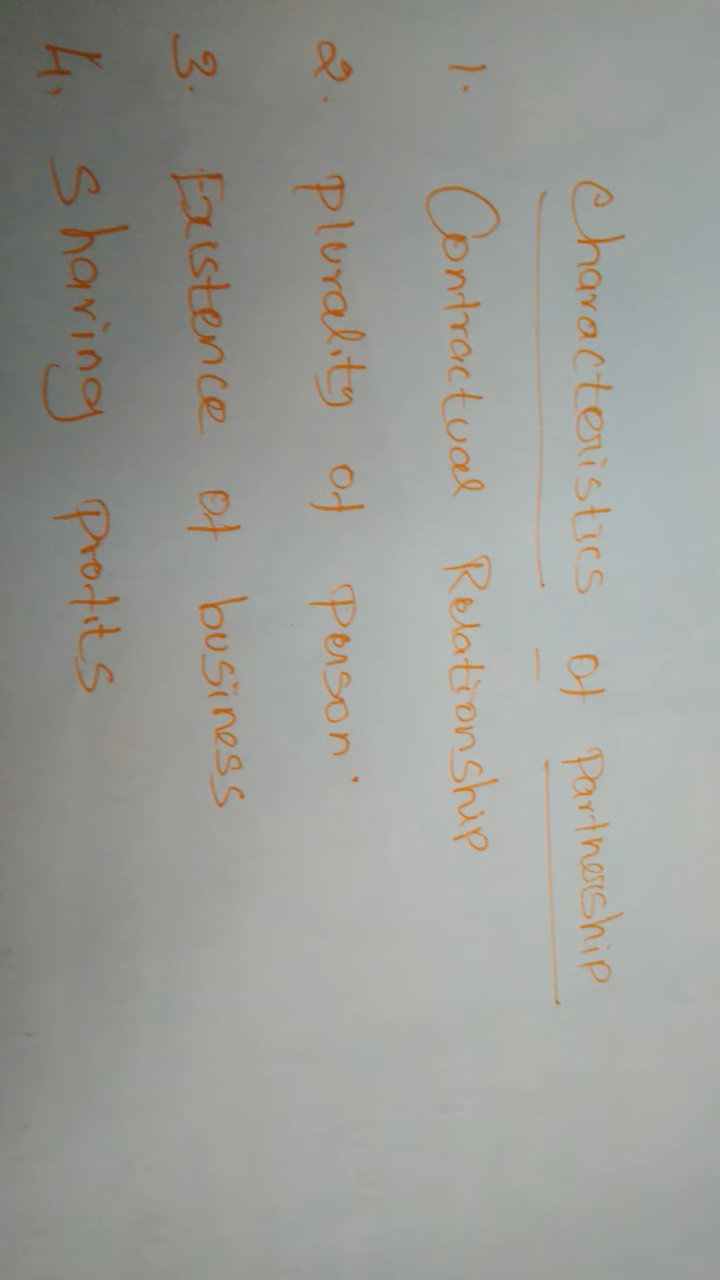 Characteristics of Partnership
1. Contractual Relationship
2. plurality of person.
3. Existence of business
4. Sharing profits